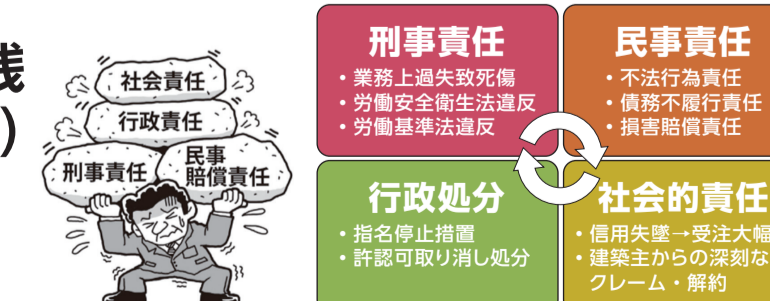 践
)
社会責任
行政責任
刑事責任
民事
賠償責任
刑事責任
・業務上過失致死傷
・労働安全衛生法違反
・労働基準法違反
民事責任
・不法行為責任
・債務不履行責任
・損害賠償責任
行政処分
・指名停止措置
・許認可取り消し処分
社会的責任
・信用失墜→受注大幅
・建築主からの深刻な
クレーム・解約